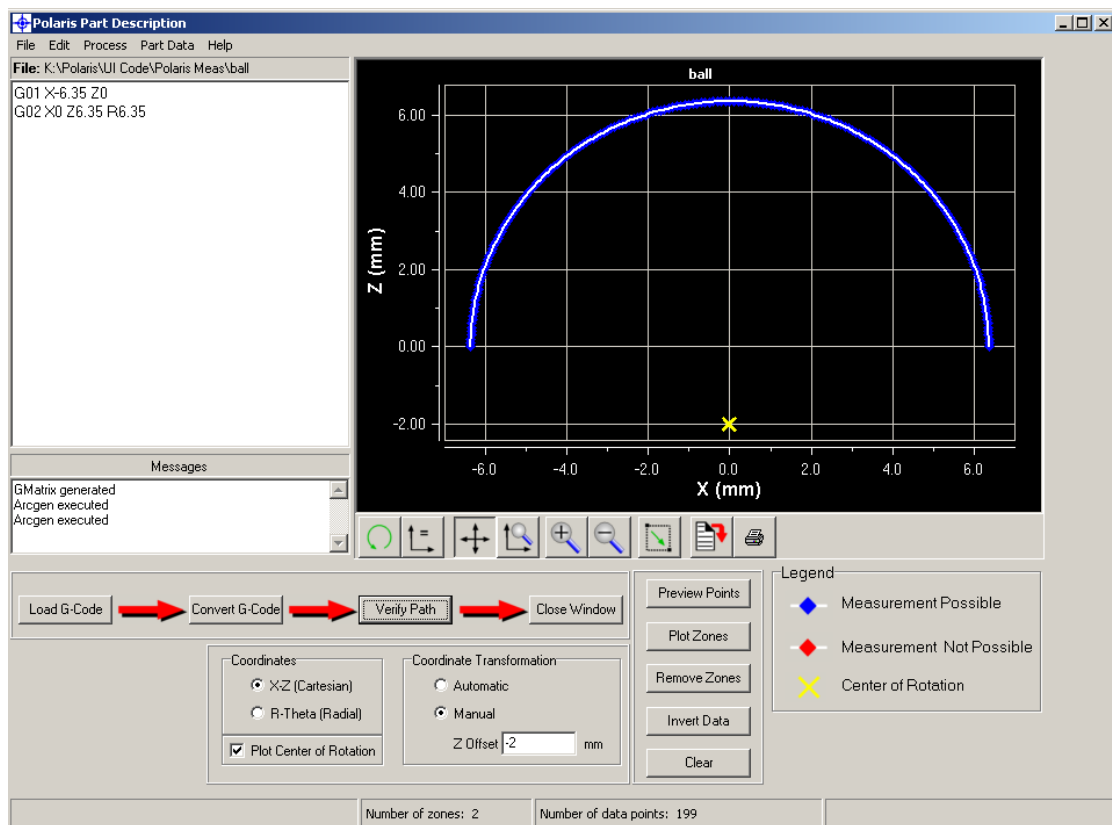 Polaris Part Description
File Edit Process Part Data Help
File: K:\Polaris\UI Code\Polaris Meas\ball
G01 X-6.35 Z0
G02 X0 Z6.35 R6.35
Messages
GMatrix generated
Arcgen executed
Arcgen executed
ball
6.00
4.00
2.00
0.00
-2.00
Z (mm)
-6.0 -4.0 -2.0 0.0 2.0 4.0 6.0
X (mm)
Load G-Code Convert G-Code Verify Path Close Window
Coordinates
X-Z (Cartesian)
R-Theta (Radial)
Plot Center of Rotation
Coordinate Transformation
Automatic
Manual
Z Offset -2 mm
Preview Points
Plot Zones
Remove Zones
Invert Data
Clear
Legend
Measurement Possible
Measurement Not Possible
Center of Rotation
Number of zones: 2 Number of data points: 199